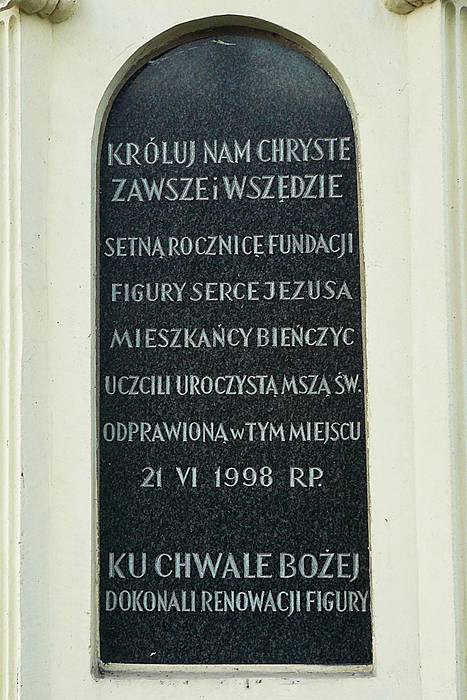 KRÓLUJ NAM CHRYSTE
ZAWSZE i WSZĘDZIE
SETNĄ ROCZNICĘ FUNDACJI
FIGURY SERCE JEZUSA
MIESZKAŃCY BIEŃCZYC
UCZCILI UROCZYSTĄ MSZĄ ŚW.
ODPRAWIONĄ w TYM MIEJSCU
21 VI 1998 RP.
KU CHWALE BOŻEJ
DOKONALI RENOWACJI FIGURY